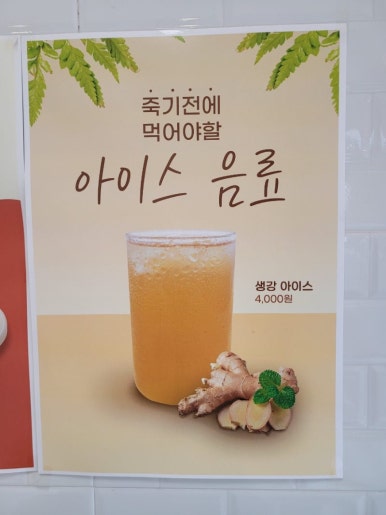 죽기전에
먹어야할
아이스 음료
생강 아이스
4,000원